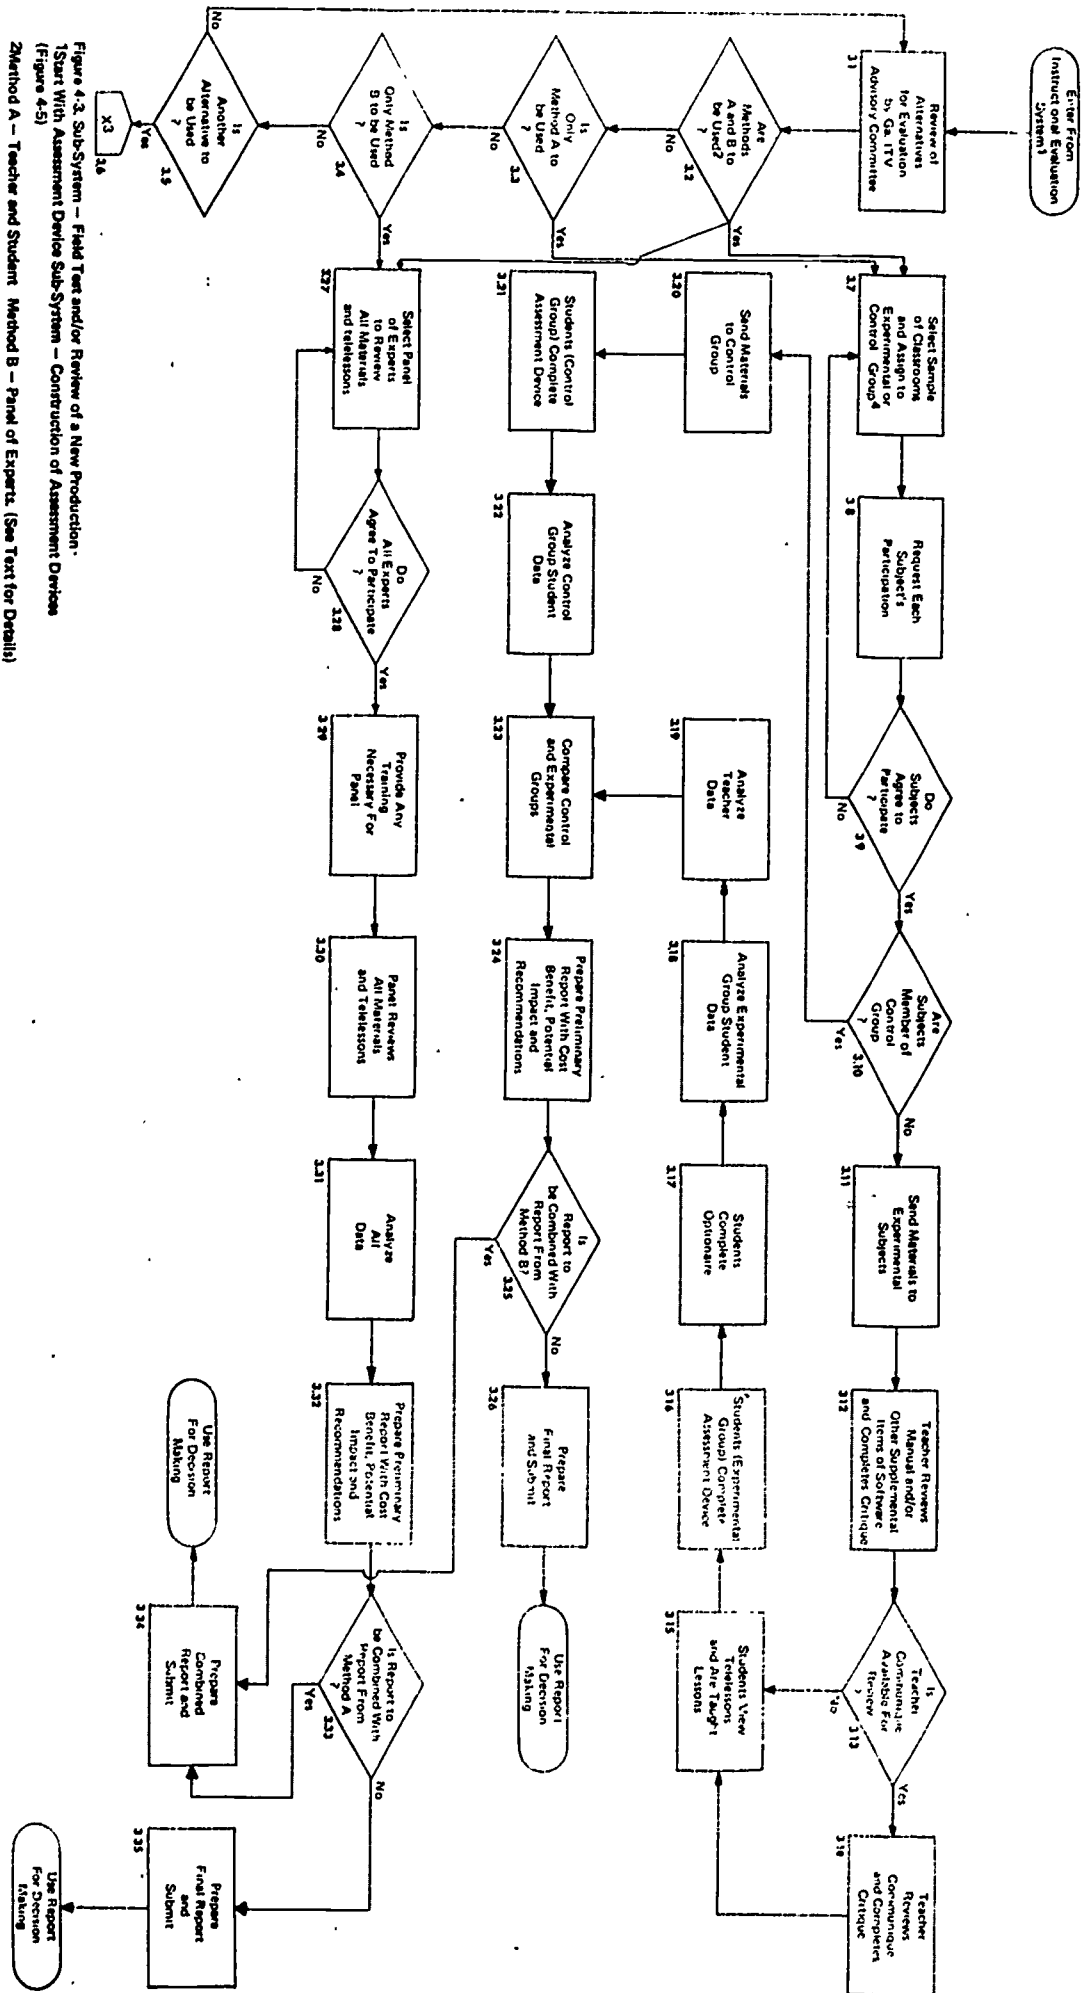 Enter From
Instructional Evaluation
System1
3.1
Review of
Alternatives
for Evaluation
by Ga. ITV
Advisory Committee
Are
Methods
A and B to
be Used?
?
3.2
No
Yes
Is
Only
Method A to
be Used
?
3.3
No
Yes
Is
Only Method
B to be Used
?
3.4
No
Yes
Is
Another
Alternative to
be Used
?
3.5
No
Yes
x3
3.6
3.7
Select Sample
of Classrooms
and Assign to
Experimental or
Control Group4
3.8
Request Each
Subject's
Participation
Do
Subjects
Agree to
Participate
?
3.9
No
Yes
Are
Subjects
Member of
Control
Group
?
3.10
Yes
No
3.11
Send Materials to
Experimental
Subjects
3.12
Teacher Reviews
Manual and/or
Other Supplemental
Items of Software
and Completes Critique
Is
Teacher
Communique
Available For
Review
?
3.13
No
Yes
3.14
Teacher
Reviews
Communique
and Completes
Critique
3.15
Students View
Telelessons
and Are Taught
Lessons
3.16
Students (Experimental
Group) Complete
Assessment Device
3.17
Students
Complete
Optionaire
3.18
Analyze Experimental
Group Student
Data
3.19
Analyze
Teacher
Data
3.20
Send Materials
to Control
Group
3.21
Students (Control
Group) Complete
Assessment Device
3.22
Analyze Control
Group Student
Data
3.23
Compare Control
and Experimental
Groups
3.24
Prepare Preliminary
Report With Cost
Benefit, Potential
Impact and
Recommendations
Is
Report to
be Combined With
Report From
Method B?
3.25
Yes
No
3.26
Prepare
Final Report
and Submit
Use Report
For Decision
Making
3.27
Select Panel
of Experts
to Review
All Materials
and telelessons
Do
All Experts
Agree To Participate
?
3.28
No
Yes
3.29
Provide Any
Training
Necessary For
Panel
3.30
Panel Reviews
All Materials
and Telelessons
3.31
Analyze
All
Data
3.32
Prepare Preliminary
Report With Cost
Benefit, Potential
Impact and
Recommendations
Is Report to
be Combined With
Report From
Method A
?
3.33
Yes
No
3.34
Prepare
Combined
Report and
Submit
Use Report
For Decision
Making
3.35
Prepare
Final Report
and
Submit
Use Report
For Decision
Making
Figure 4-3. Sub-System — Field Test and/or Review of a New Production
1Start With Assessment Device Sub-System — Construction of Assessment Devices
(Figure 4-5)
2Method A — Teacher and Student Method B — Panel of Experts. (See Text for Details)